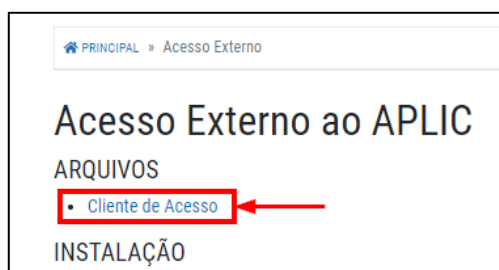 PRINCIPAL » Acesso Externo
Acesso Externo ao APLIC
ARQUIVOS
• Cliente de Acesso
INSTALAÇÃO